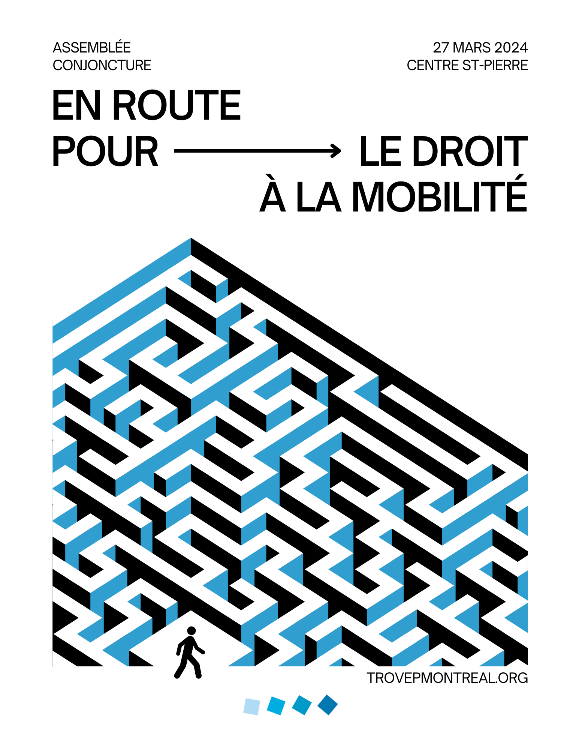 ASSEMBLÉE
CONJONCTURE
27 MARS 2024
CENTRE ST-PIERRE
EN ROUTE
POUR → LE DROIT
À LA MOBILITÉ
TROVEPMONTREAL.ORG